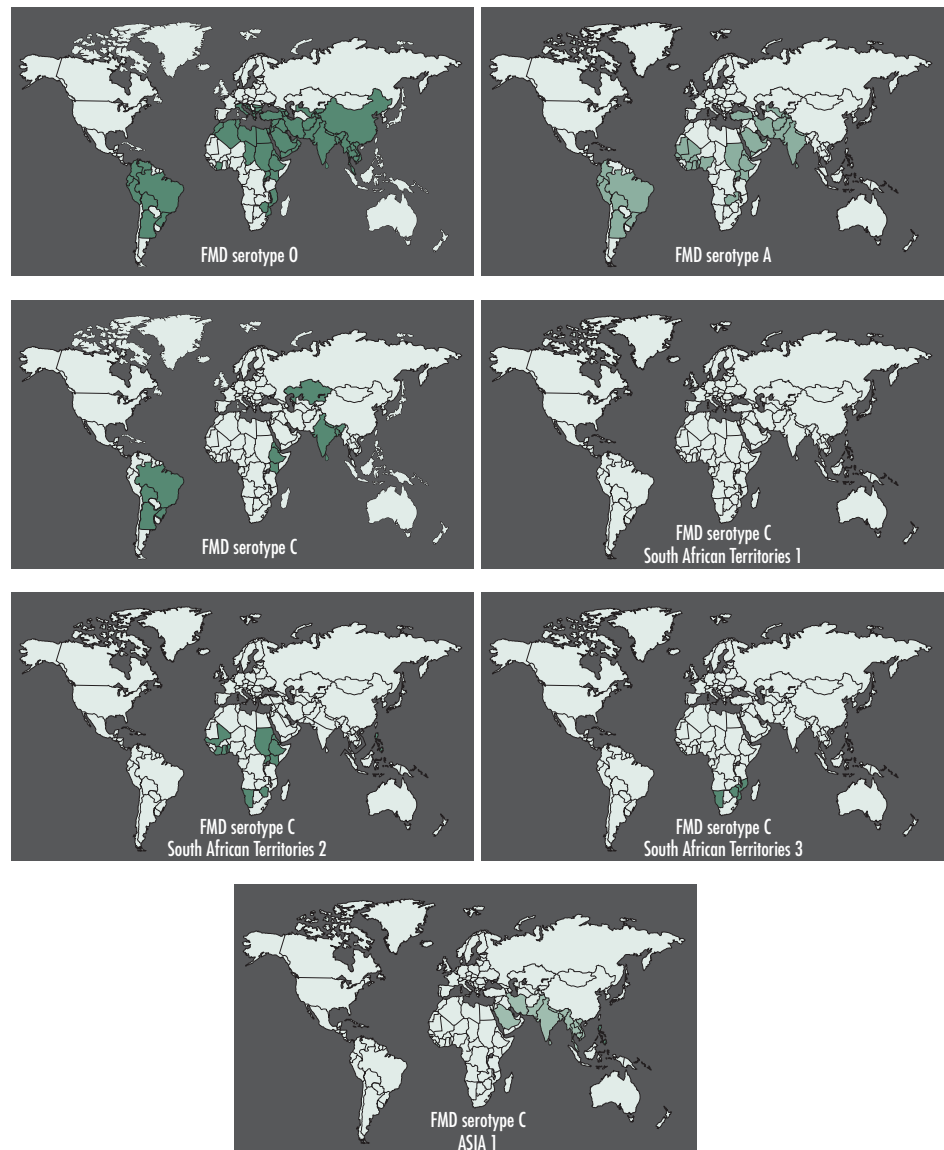 FMD serotype O
FMD serotype A
FMD serotype C
FMD serotype C
South African Territories 1
FMD serotype C
South African Territories 2
FMD serotype C
South African Territories 3
FMD serotype C
ASIA 1